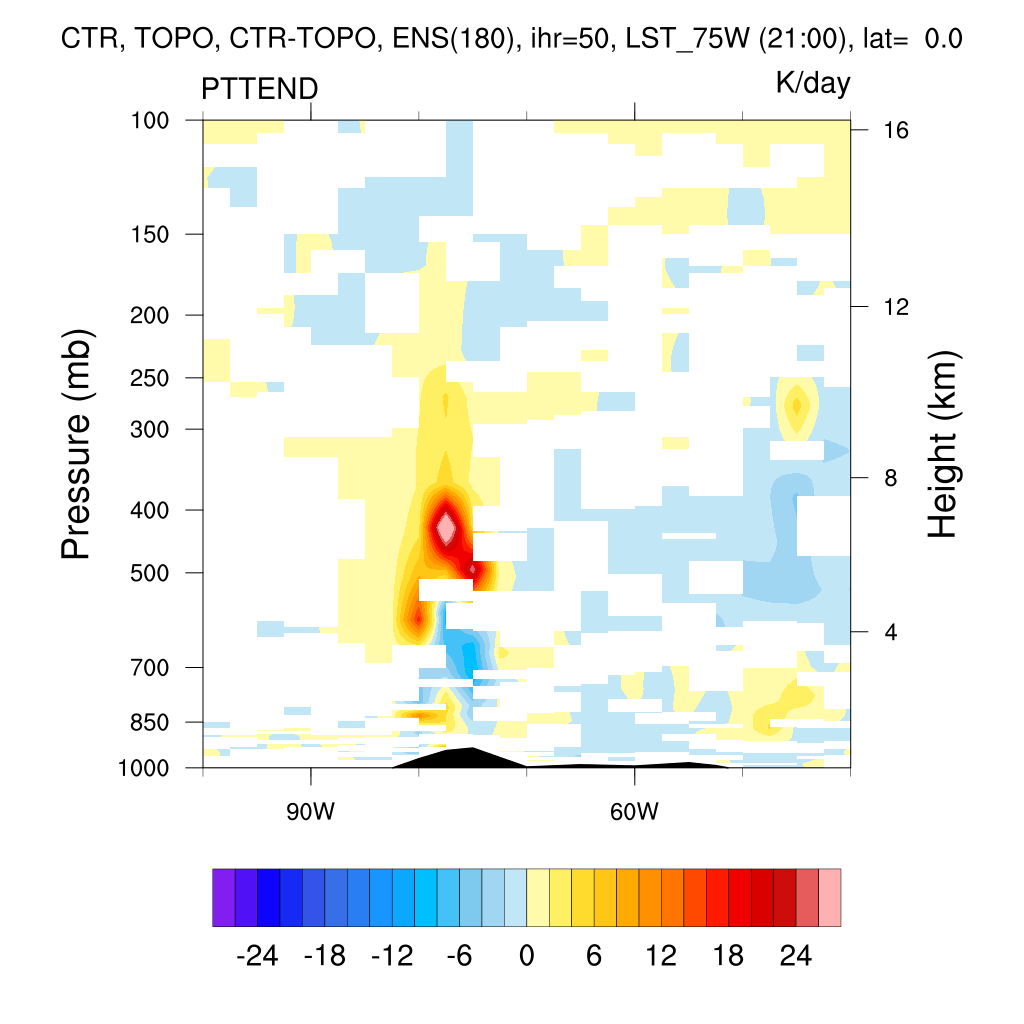 CTR, TOPO, CTR-TOPO, ENS(180), ihr=50, LST_75W (21:00), lat=  0.0
PTTEND
K/day
100
150
200
250
300
400
500
700
850
1000
Pressure (mb)
16
12
8
4
Height (km)
90W
60W
-24 -18 -12 -6 0 6 12 18 24